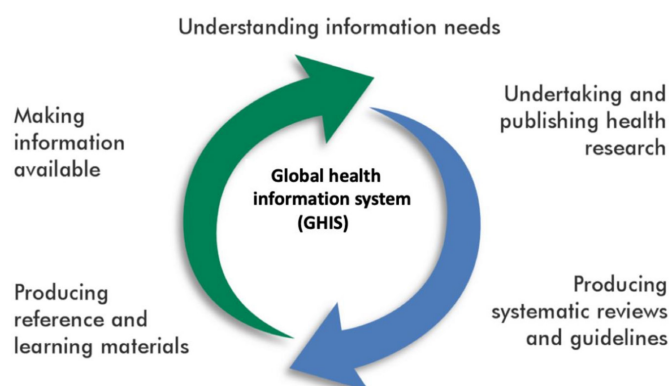 Understanding information needs
Undertaking and
publishing health
research
Producing
systematic reviews
and guidelines
Producing
reference and
learning materials
Making
information
available
Global health
information system
(GHIS)